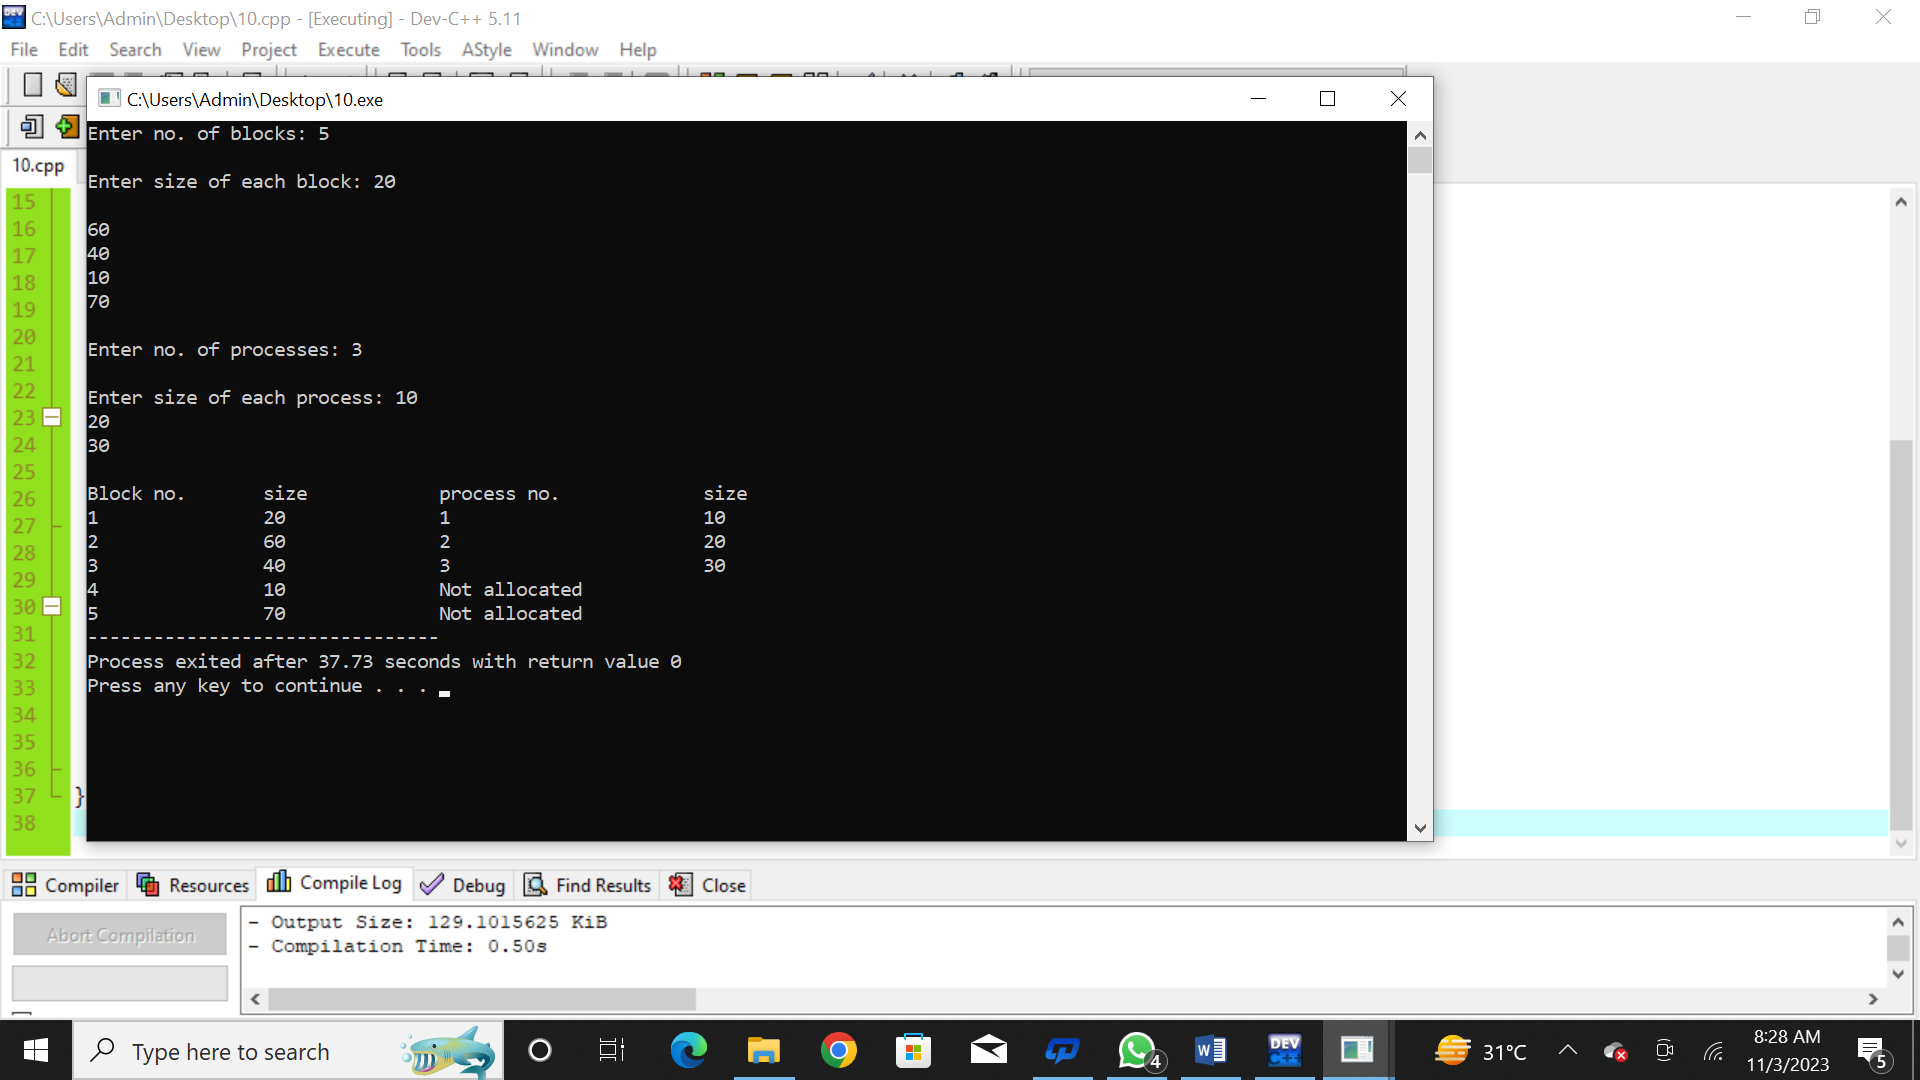 C:\Users\Admin\Desktop\10.cpp - [Executing] - Dev-C++ 5.11
File Edit Search View Project Execute Tools AStyle Window Help
C:\Users\Admin\Desktop\10.exe
10.cpp
Enter no. of blocks: 5
Enter size of each block: 20
60
40
10
70
Enter no. of processes: 3
Enter size of each process: 10
20
30
Block no. size process no. size
1 20 1 10
2 60 2 20
3 40 3 30
4 10 Not allocated
5 70 Not allocated
--------------------------------
Process exited after 37.73 seconds with return value 0
Press any key to continue . . .
15
16
17
18
19
20
21
22
23
24
25
26
27
28
29
30
31
32
33
34
35
36
37 }
38
Compiler Resources Compile Log Debug Find Results Close
Abort Compilation
- Output Size: 129.1015625 KiB
- Compilation Time: 0.50s
Type here to search
4
DEV C++
31°C
8:28 AM
11/3/2023
5